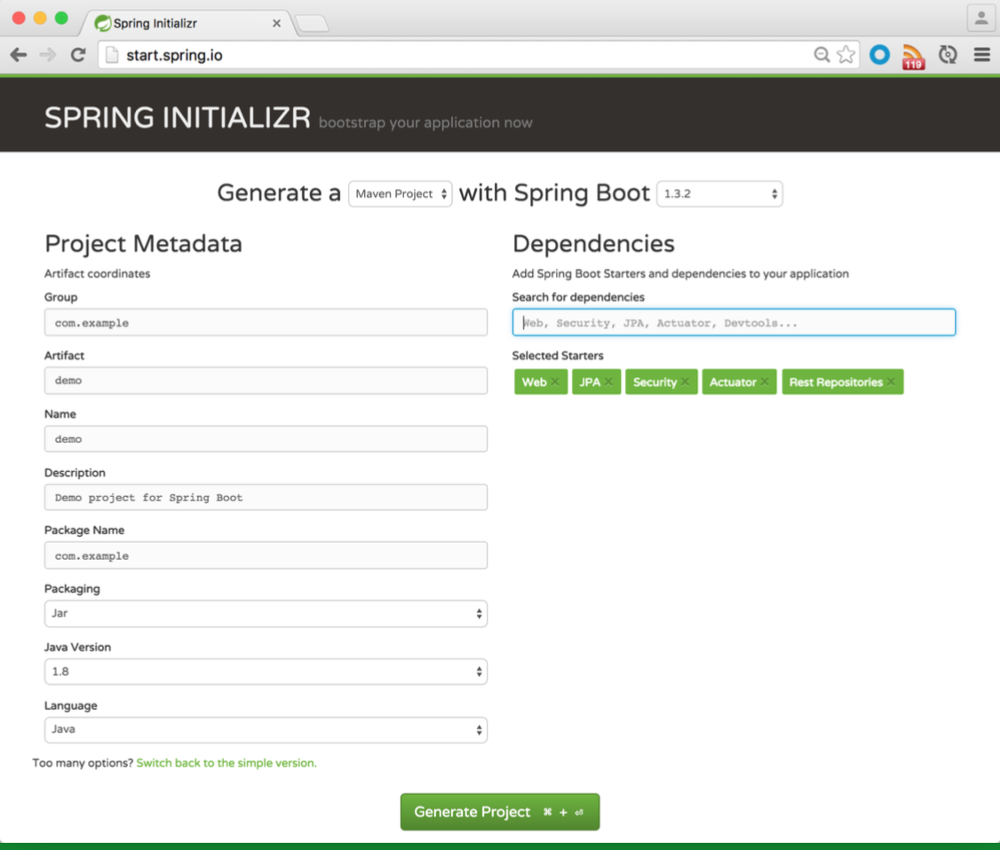 Spring Initializr
start.spring.io
119
SPRING INITIALIZR bootstrap your application now
Generate a Maven Project with Spring Boot 1.3.2
Project Metadata
Artifact coordinates
Group
com.example
Artifact
demo
Name
demo
Description
Demo project for Spring Boot
Package Name
com.example
Packaging
Jar
Java Version
1.8
Language
Java
Too many options? Switch back to the simple version.
Dependencies
Add Spring Boot Starters and dependencies to your application
Search for dependencies
Web, Security, JPA, Actuator, Devtools...
Selected Starters
Web × JPA × Security × Actuator × Rest Repositories ×
Generate Project ⌘ + ⏎